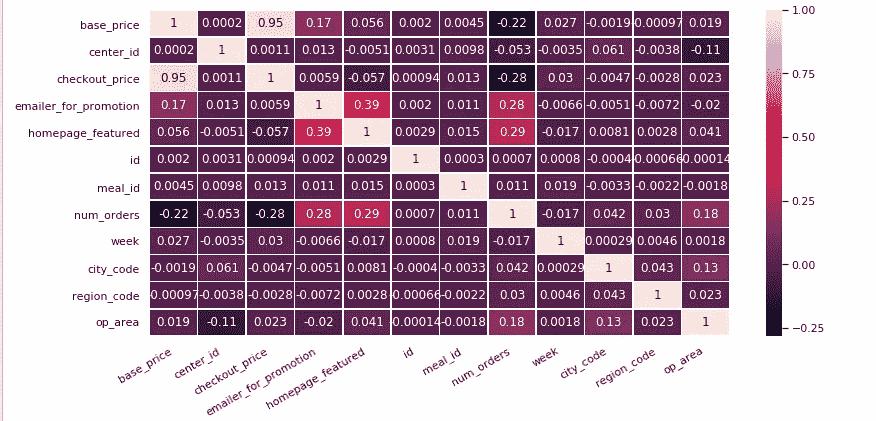 base_price 1 0.0002 0.95 0.17 0.056 0.002 0.0045 -0.22 0.027 -0.0019 -0.00097 0.019 1.00
center_id 0.0002 1 0.0011 0.013 -0.0051 0.0031 0.0098 -0.053 -0.0035 0.061 -0.0038 -0.11
checkout_price 0.95 0.0011 1 0.0059 -0.057 0.00094 0.013 -0.28 0.03 -0.0047 -0.0028 0.023 0.75
emailer_for_promotion 0.17 0.013 0.0059 1 0.39 0.002 0.011 0.28 -0.0066 -0.0051 -0.0072 -0.02
homepage_featured 0.056 -0.0051 -0.057 0.39 1 0.0029 0.015 0.29 -0.017 0.0081 0.0028 0.041 0.50
id 0.002 0.0031 0.00094 0.002 0.0029 1 0.0003 0.0007 0.0008 -0.0004 -0.00066 -0.00014
meal_id 0.0045 0.0098 0.013 0.011 0.015 0.0003 1 0.011 0.019 -0.0033 -0.0022 -0.0018
num_orders -0.22 -0.053 -0.28 0.28 0.29 0.0007 0.011 1 -0.017 0.042 0.03 0.18 0.25
week 0.027 -0.0035 0.03 -0.0066 -0.017 0.0008 0.019 -0.017 1 0.00029 0.0046 0.0018
city_code -0.0019 0.061 -0.0047 -0.0051 0.0081 -0.0004 -0.0033 0.042 0.00029 1 0.043 0.13 0.00
region_code -0.00097 -0.0038 -0.0028 -0.0072 0.0028 -0.00066 -0.0022 0.03 0.0046 0.043 1 0.023
op_area 0.019 -0.11 0.023 -0.02 0.041 -0.00014 -0.0018 0.18 0.0018 0.13 0.023 1 −0.25
base_price center_id checkout_price emailer_for_promotion homepage_featured id meal_id num_orders week city_code region_code op_area